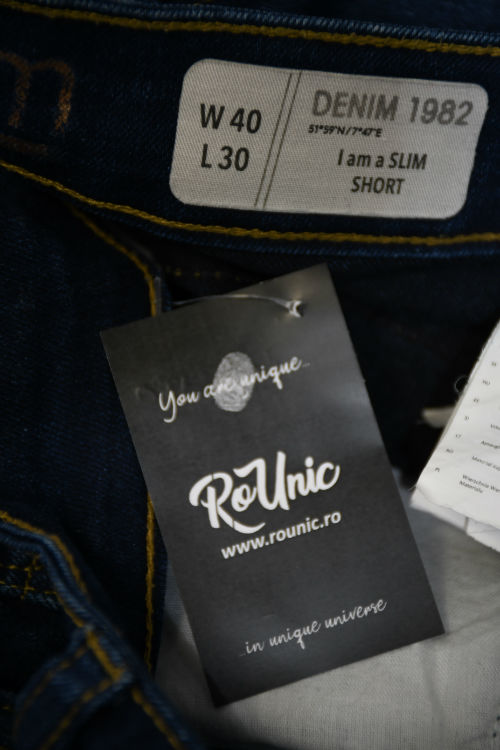 W 40
L 30
DENIM 1982
51°59'N/7°47'E
I am a SLIM
SHORT
You are unique...
RoUnic
www.rounic.ro
...in unique universe